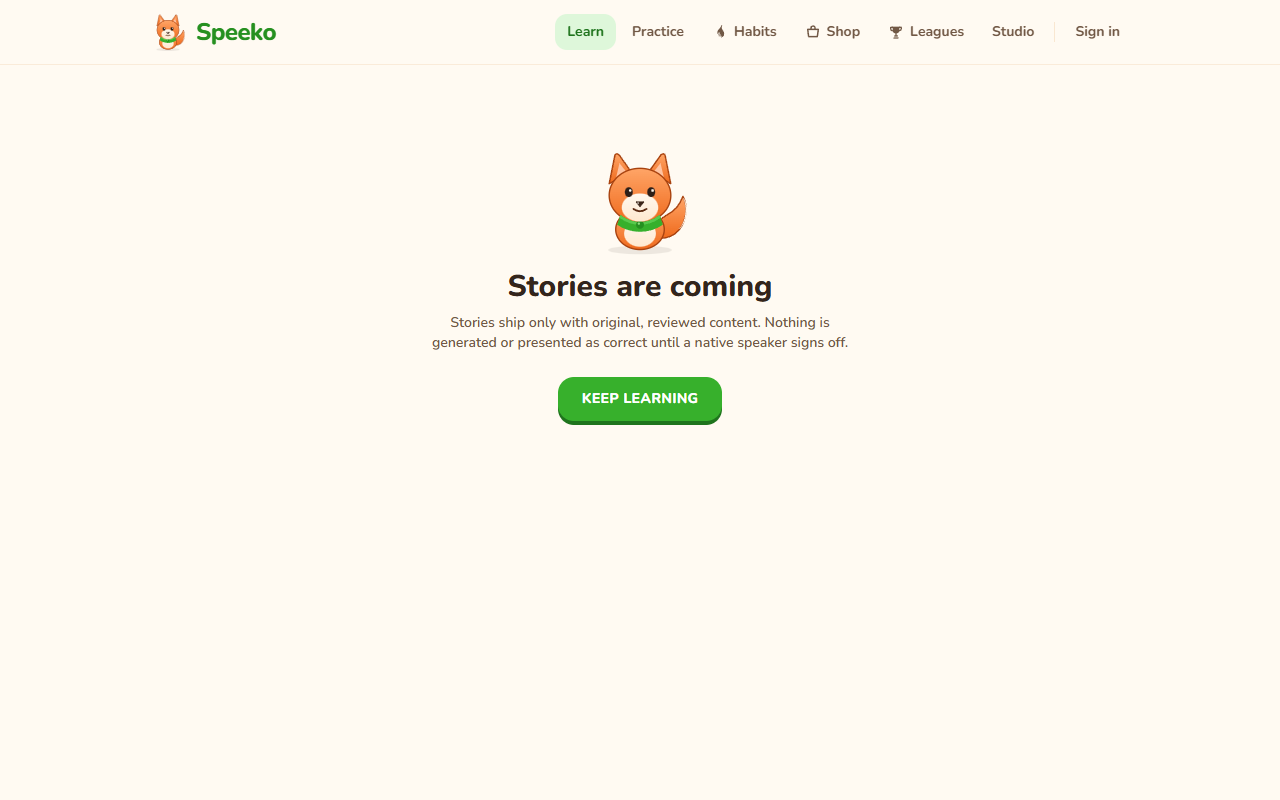 Speeko
Learn
Practice
Habits
Shop
Leagues
Studio
Sign in
Stories are coming
Stories ship only with original, reviewed content. Nothing is
generated or presented as correct until a native speaker signs off.
KEEP LEARNING